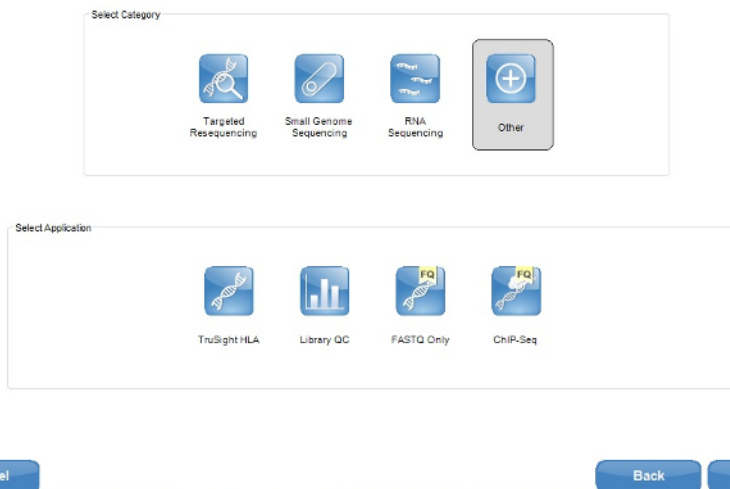 Select Category
Targeted
Resequencing
Small Genome
Sequencing
RNA
Sequencing
Other
Select Application
FQ
FQ
TruSight HLA
Library QC
FASTQ Only
ChIP-Seq
el
Back